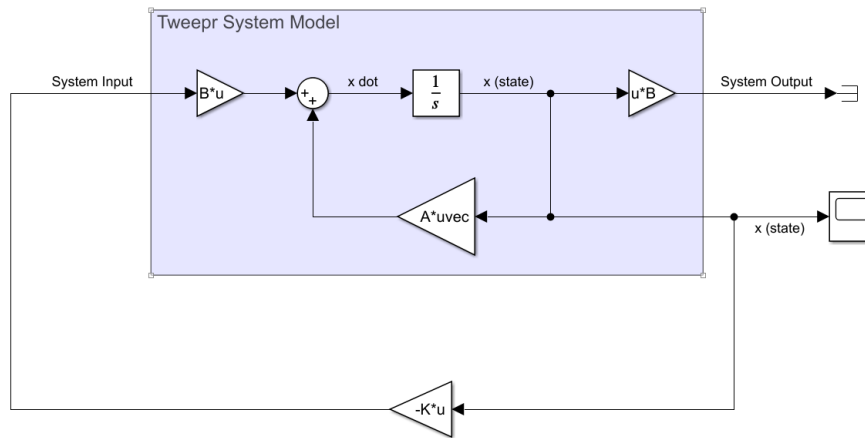 Tweepr System Model
System Input
B*u
+
+
x dot
1
s
x (state)
u*B
System Output
A*uvec
x (state)
-K*u